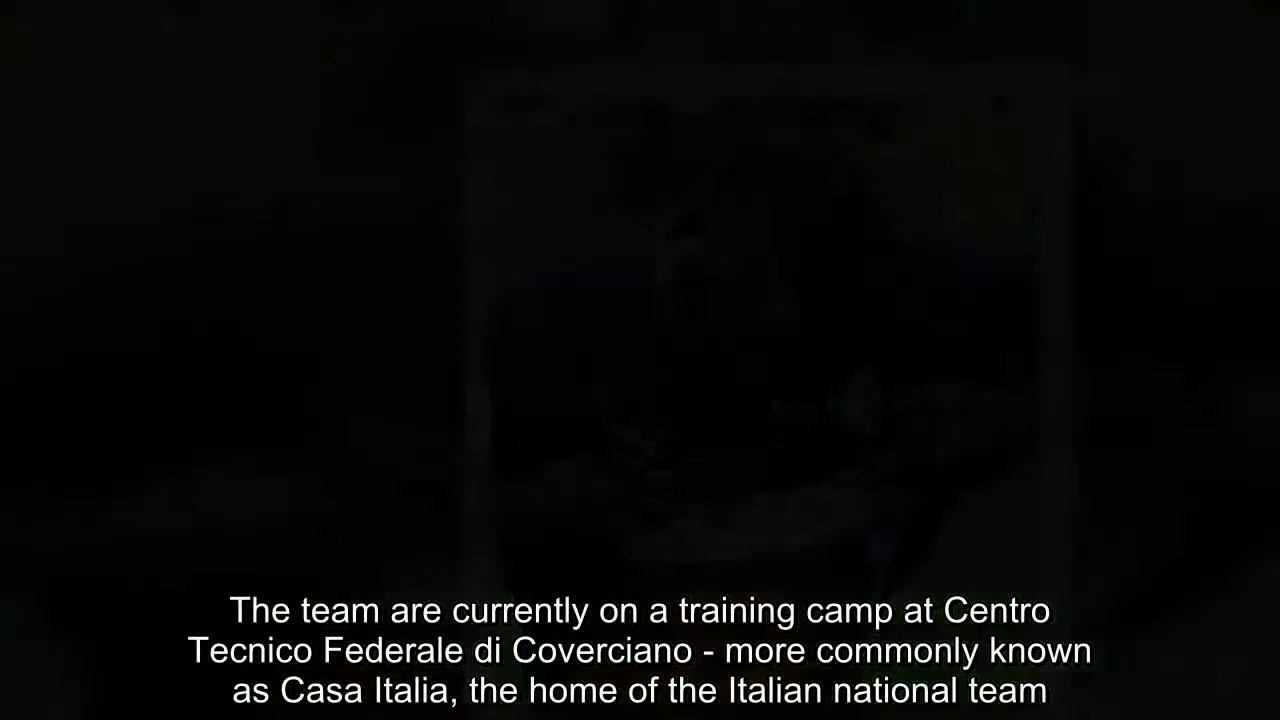 The team are currently on a training camp at Centro
Tecnico Federale di Coverciano - more commonly known
as Casa Italia, the home of the Italian national team